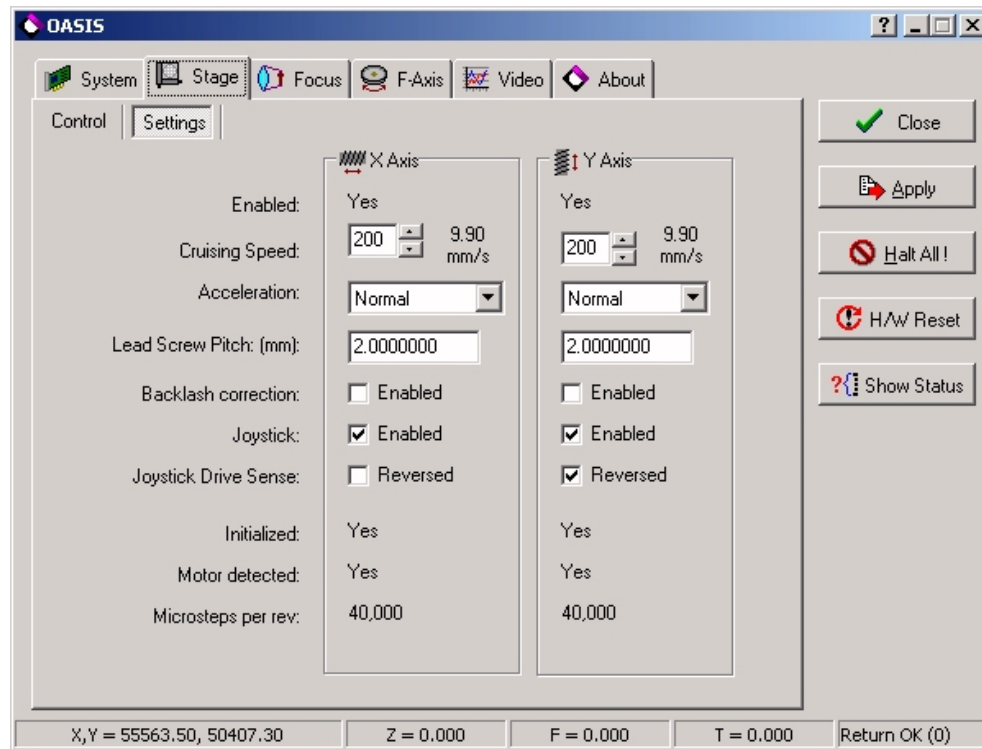 OASIS
System Stage Focus F-Axis Video About
Control Settings
Close
Apply
Halt All !
H/W Reset
?{ Show Status
X Axis Y Axis
Enabled: Yes Yes
Cruising Speed: 200 9.90 mm/s 200 9.90 mm/s
Acceleration: Normal Normal
Lead Screw Pitch: (mm): 2.0000000 2.0000000
Backlash correction: Enabled Enabled
Joystick: Enabled Enabled
Joystick Drive Sense: Reversed Reversed
Initialized: Yes Yes
Motor detected: Yes Yes
Microsteps per rev: 40,000 40,000
X,Y = 55563.50, 50407.30 Z = 0.000 F = 0.000 T = 0.000 Return OK (0)